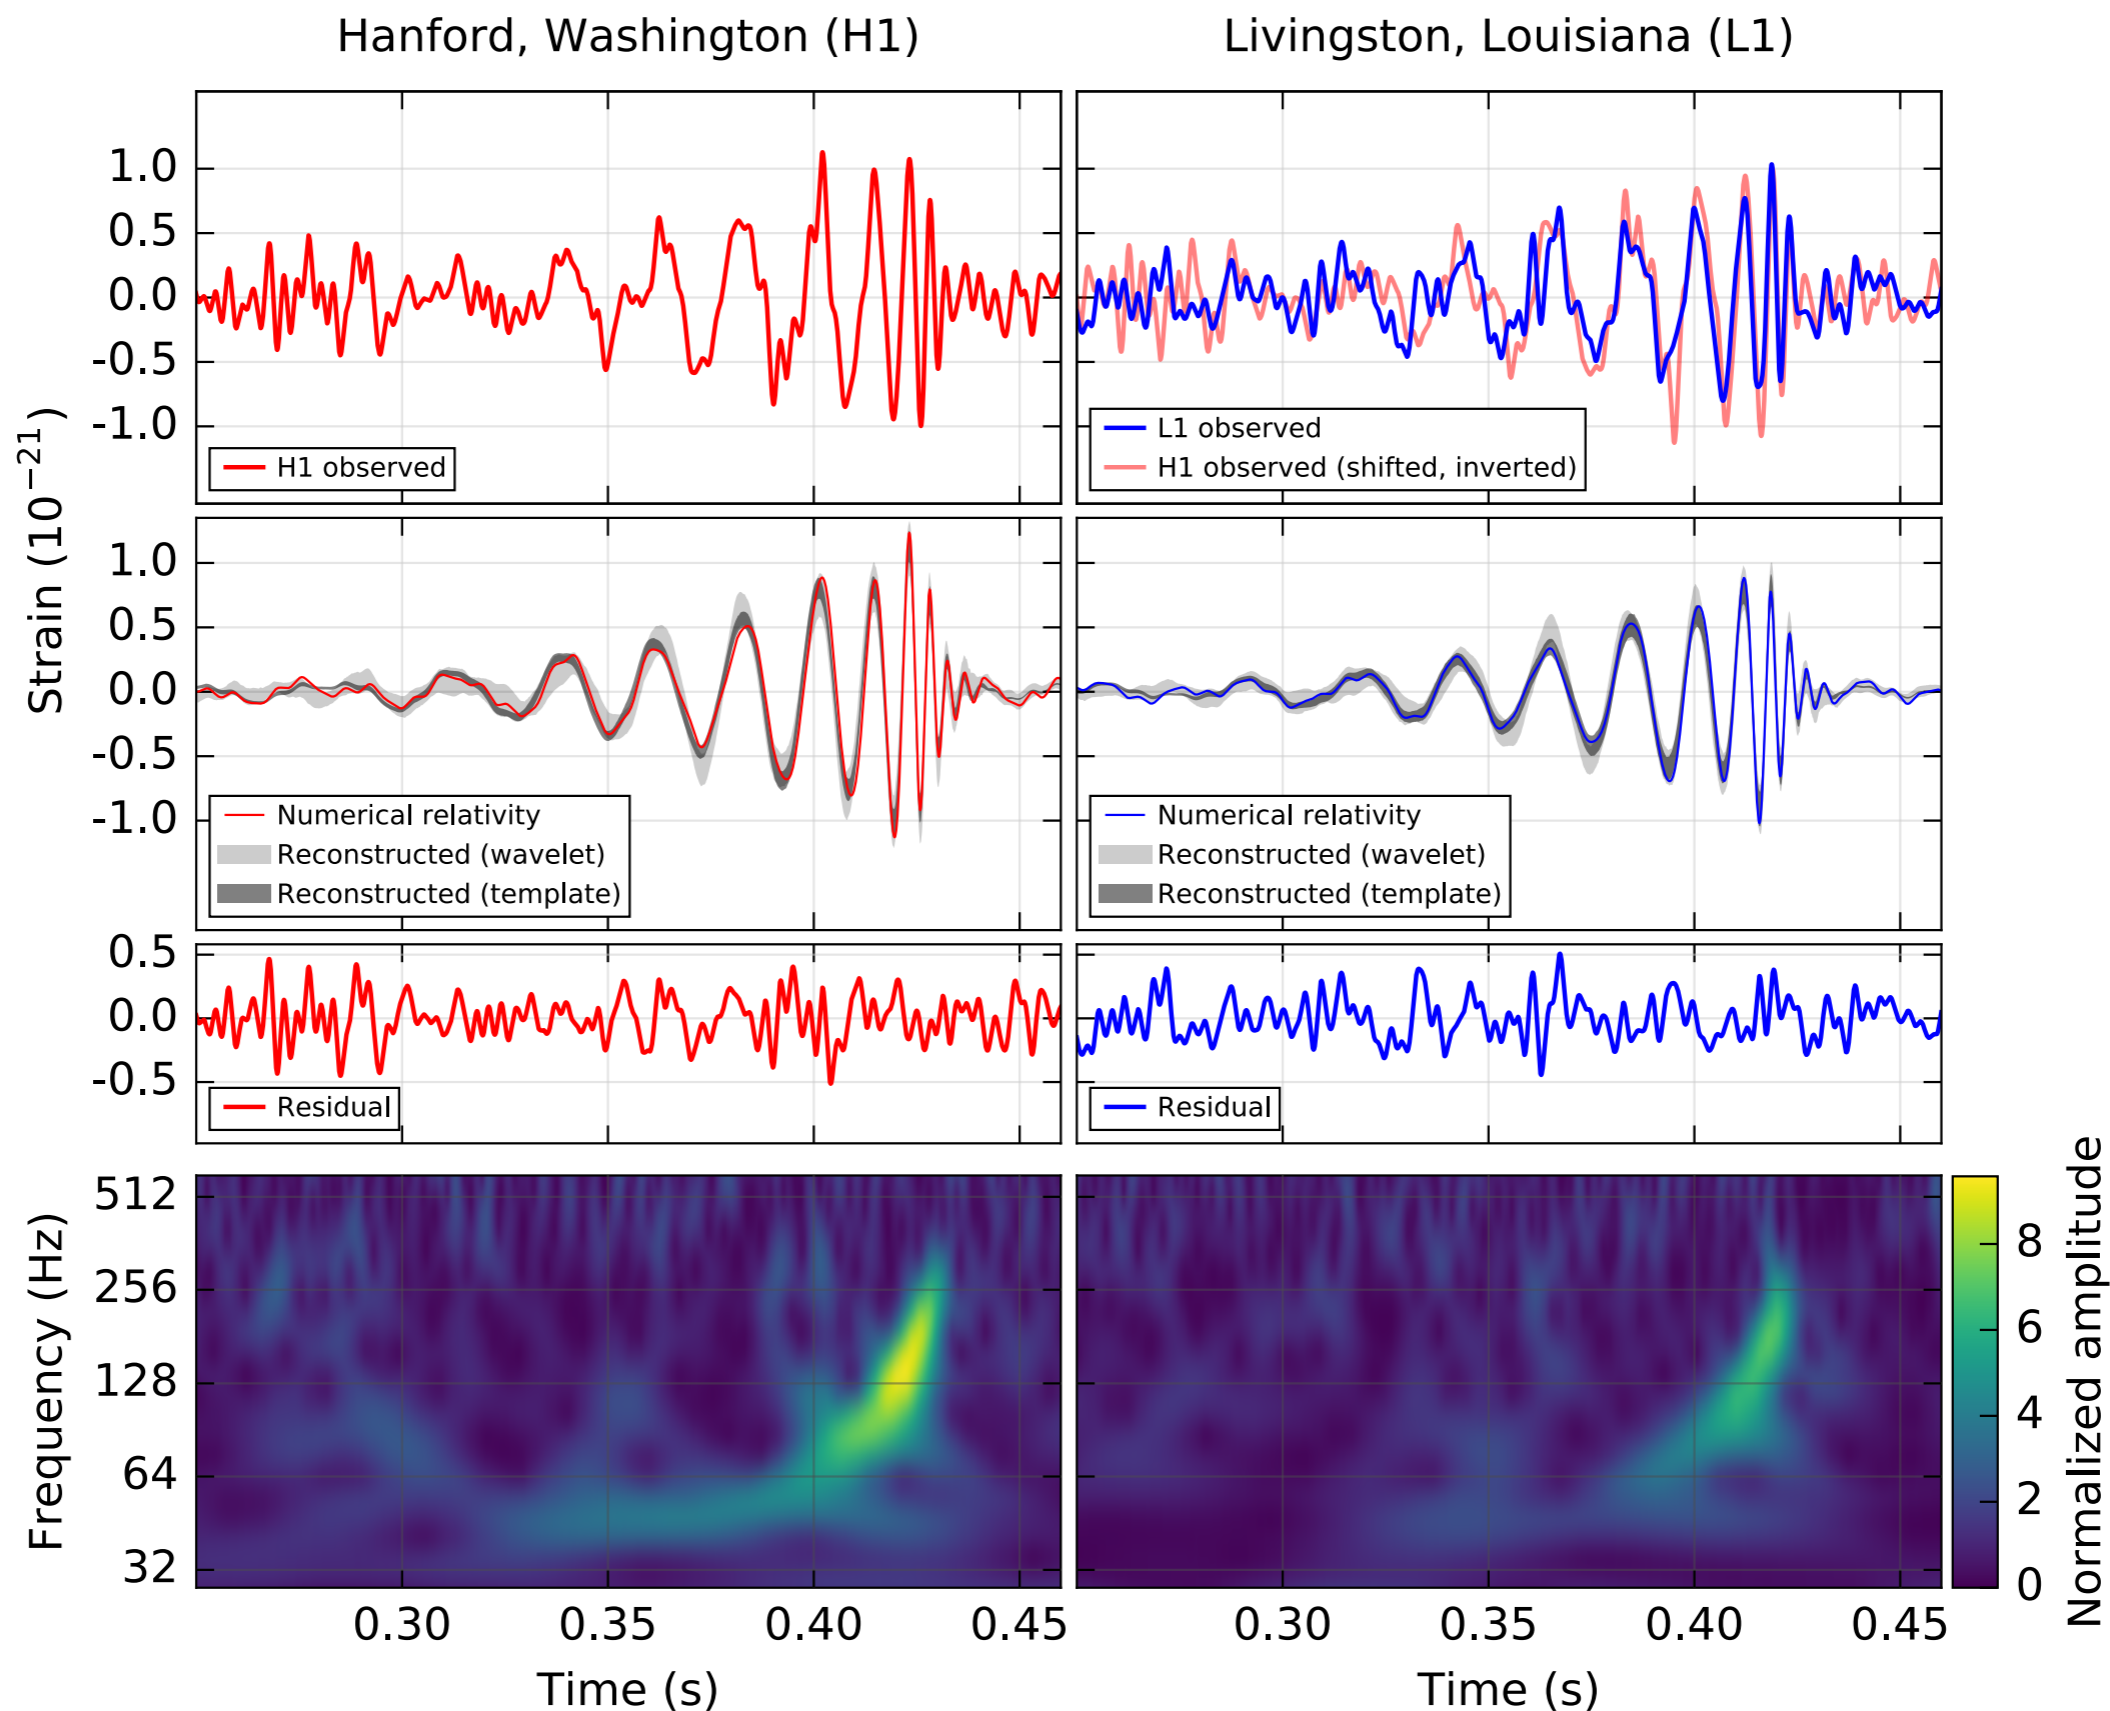 Hanford, Washington (H1)
Livingston, Louisiana (L1)
Strain (10⁻²¹)
1.0
0.5
0.0
-0.5
-1.0
H1 observed
L1 observed
H1 observed (shifted, inverted)
1.0
0.5
0.0
-0.5
-1.0
Numerical relativity
Reconstructed (wavelet)
Reconstructed (template)
Numerical relativity
Reconstructed (wavelet)
Reconstructed (template)
0.5
0.0
-0.5
Residual
Residual
Frequency (Hz)
512
256
128
64
32
Normalized amplitude
8
6
4
2
0
0.30 0.35 0.40 0.45
0.30 0.35 0.40 0.45
Time (s)
Time (s)